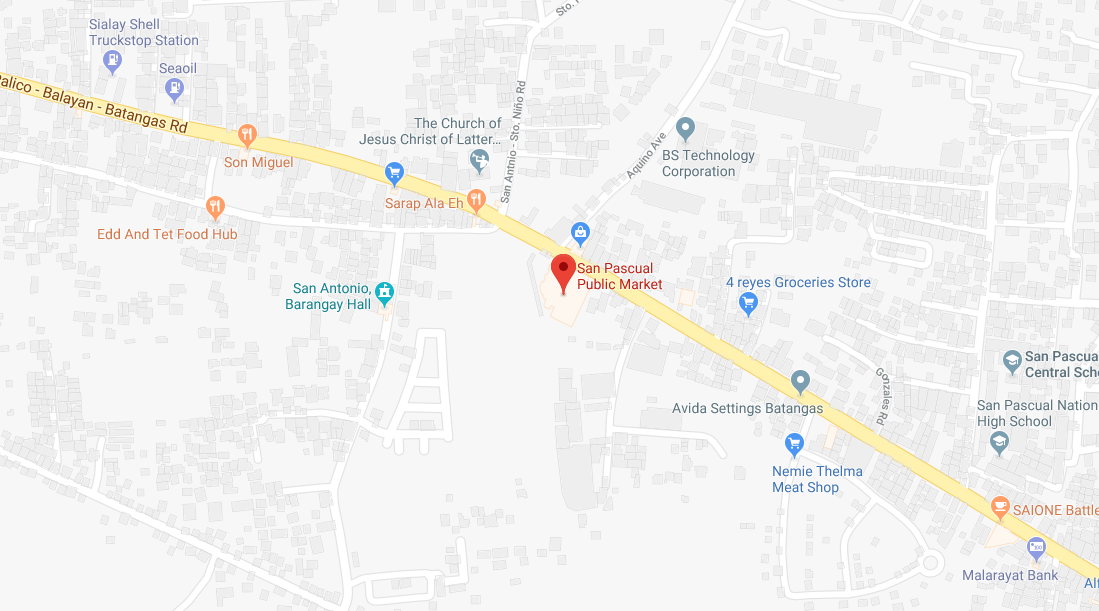 Sto. 
Sialay Shell
Truckstop Station
Seaoil
Palico - Balayan - Batangas Rd
San Antnio - Sto. Niño Rd
The Church of
Jesus Christ of Latter...
Aquino Ave
BS Technology
Corporation
Son Miguel
Sarap Ala Eh
Edd And Tet Food Hub
San Pascual
Public Market
San Antonio,
Barangay Hall
4 reyes Groceries Store
San Pascua
Central Scho
Gonzales Rd
Avida Settings Batangas
San Pascual Nation
High School
Nemie Thelma
Meat Shop
SAIONE Battle
Malarayat Bank
Alt